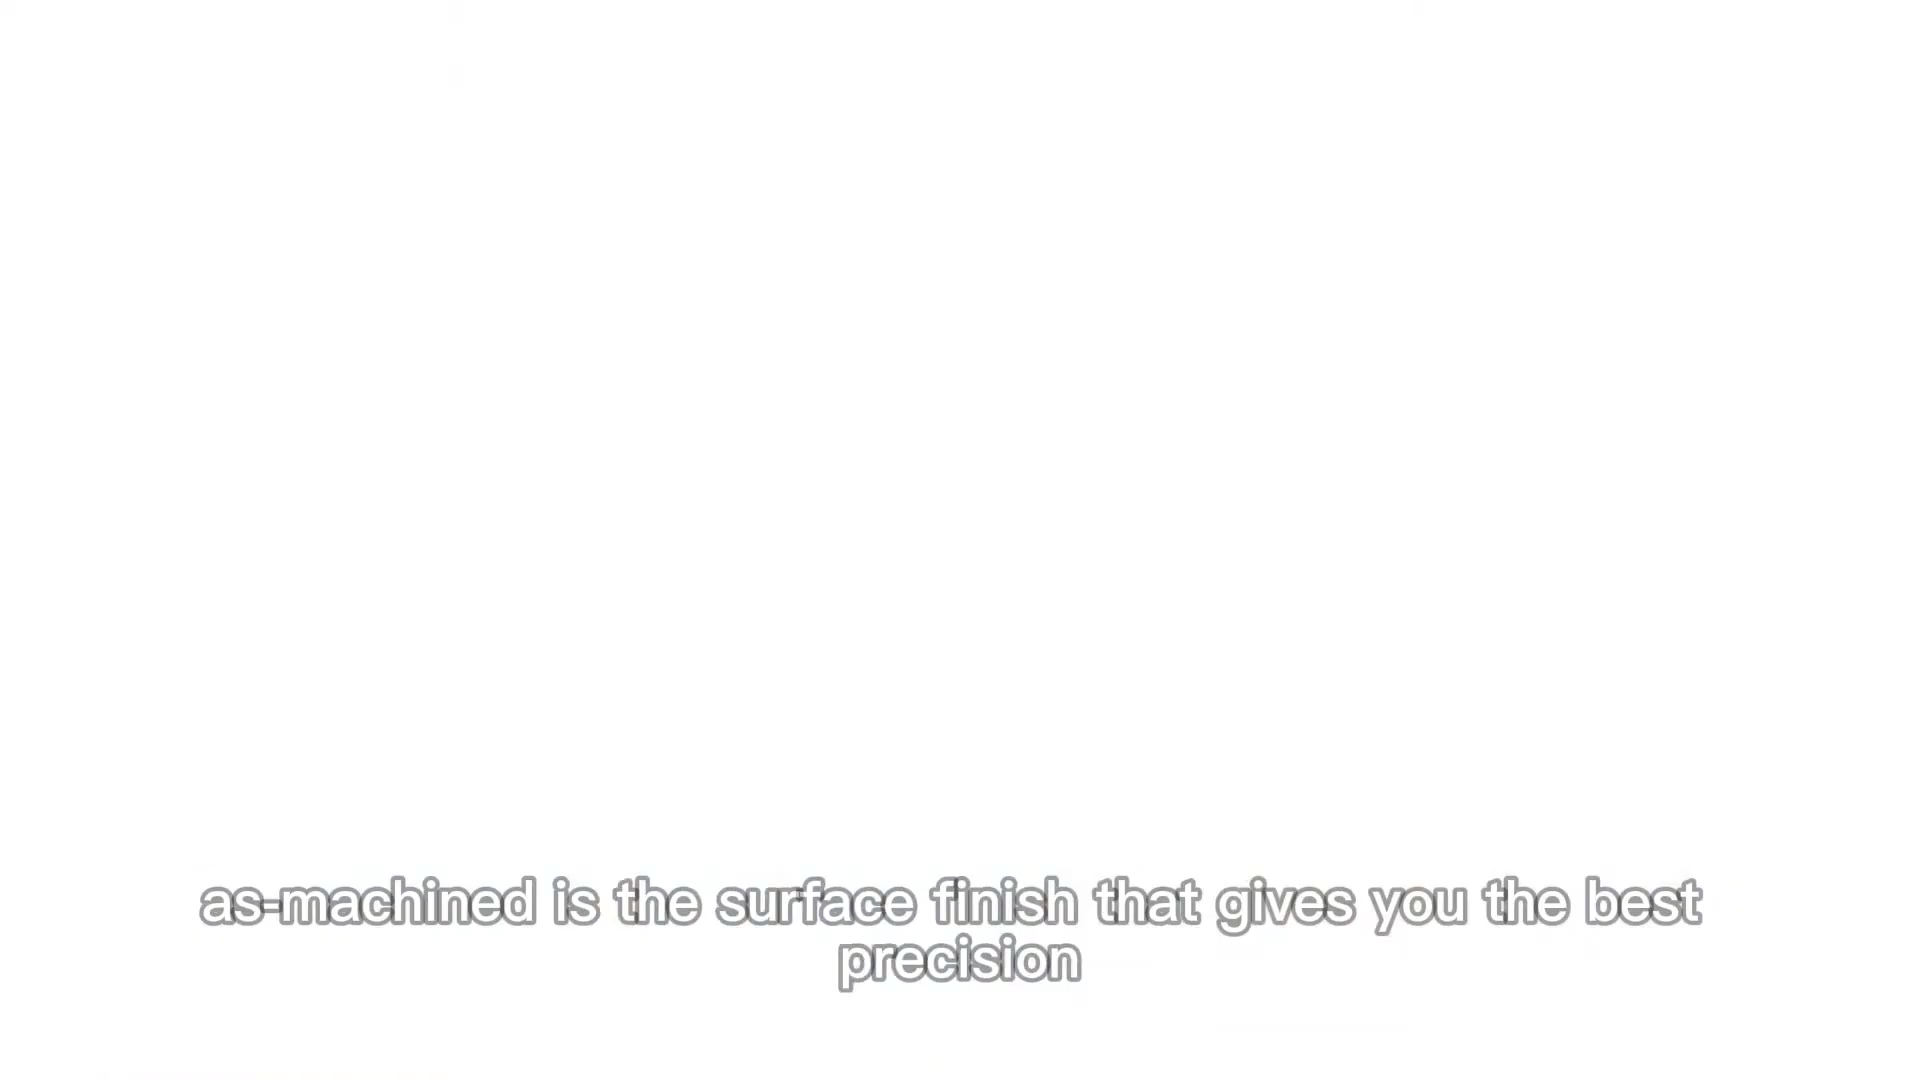 as-machined is the surface finish that gives you the best
precision